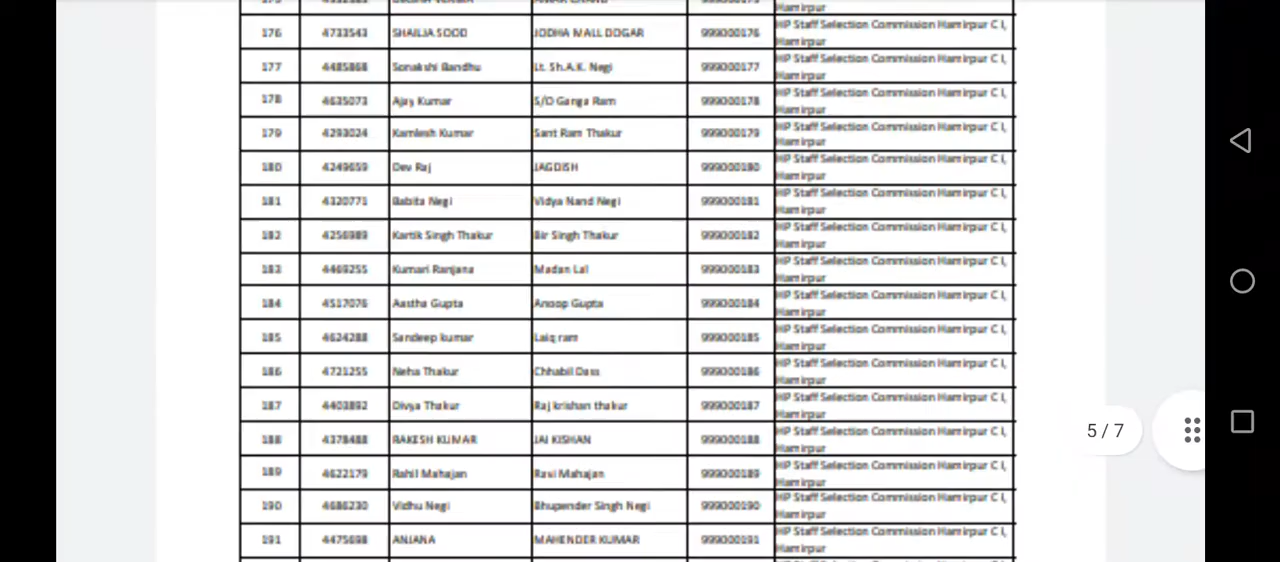 Hamirpur
176 4733543 SHAILJA SOOD JODHA MALL DOGAR 999000176 HP Staff Selection Commission Hamirpur C I,
Hamirpur
177 4485868 Sonakshi Bandhu Lt. Sh.A.K. Negi 999000177 HP Staff Selection Commission Hamirpur C I,
Hamirpur
178 4635073 Ajay Kumar S/O Ganga Ram 999000178 HP Staff Selection Commission Hamirpur C I,
Hamirpur
179 4293024 Kamlesh Kumar Sant Ram Thakur 999000179 HP Staff Selection Commission Hamirpur C I,
Hamirpur
180 4249659 Dev Raj JAGDISH 999000180 HP Staff Selection Commission Hamirpur C I,
Hamirpur
181 4320771 Babita Negi Vidya Nand Negi 999000181 HP Staff Selection Commission Hamirpur C I,
Hamirpur
182 4256989 Kartik Singh Thakur Bir Singh Thakur 999000182 HP Staff Selection Commission Hamirpur C I,
Hamirpur
183 4469255 Kumari Ranjana Madan Lal 999000183 HP Staff Selection Commission Hamirpur C I,
Hamirpur
184 4517076 Aastha Gupta Anoop Gupta 999000184 HP Staff Selection Commission Hamirpur C I,
Hamirpur
185 4624288 Sandeep kumar Laiq ram 999000185 HP Staff Selection Commission Hamirpur C I,
Hamirpur
186 4721255 Neha Thakur Chhabil Dass 999000186 HP Staff Selection Commission Hamirpur C I,
Hamirpur
187 4403892 Divya Thakur Raj krishan thakur 999000187 HP Staff Selection Commission Hamirpur C I,
Hamirpur
188 4378488 RAKESH KUMAR JAI KISHAN 999000188 HP Staff Selection Commission Hamirpur C I,
Hamirpur
189 4622179 Rahil Mahajan Ravi Mahajan 999000189 HP Staff Selection Commission Hamirpur C I,
Hamirpur
190 4686230 Vidhu Negi Bhupender Singh Negi 999000190 HP Staff Selection Commission Hamirpur C I,
Hamirpur
191 4475698 ANJANA MAHENDER KUMAR 999000191 HP Staff Selection Commission Hamirpur C I,
Hamirpur
5 / 7